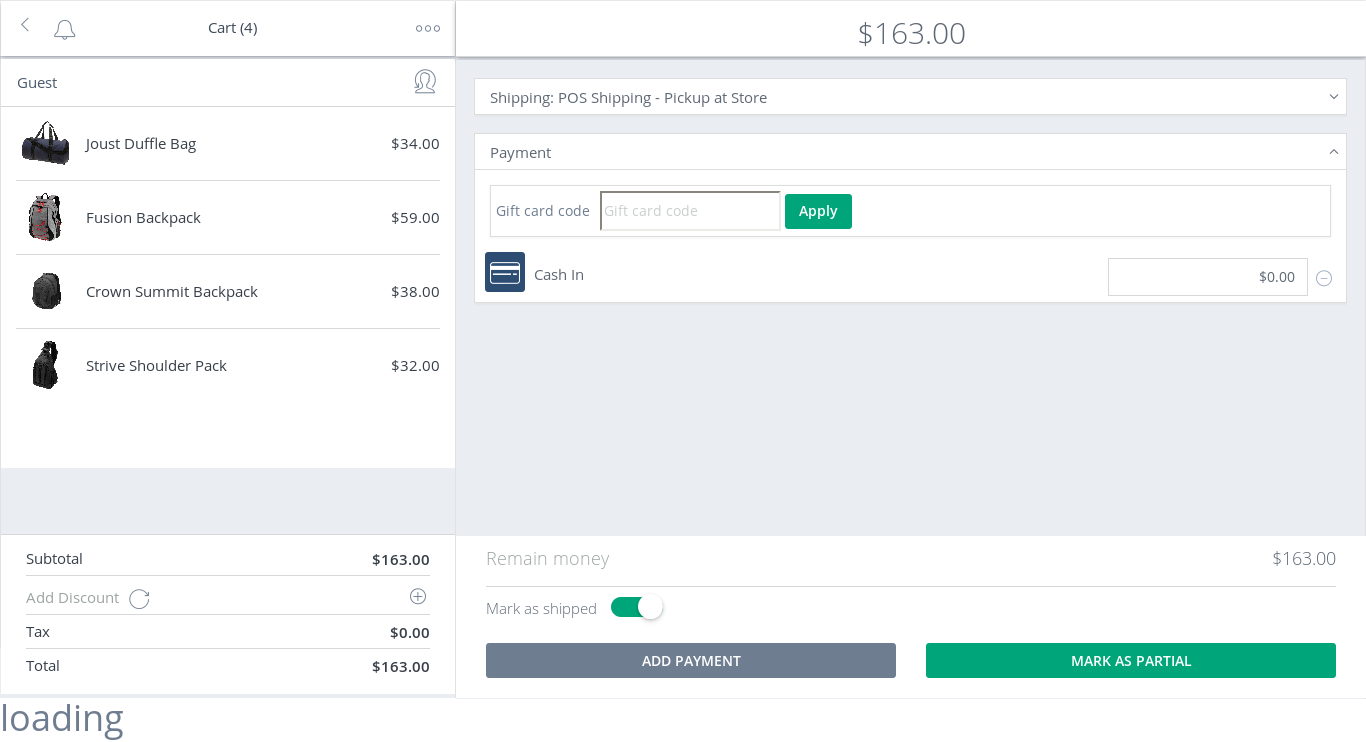 Cart (4)
$163.00
Guest
Joust Duffle Bag $34.00
Fusion Backpack $59.00
Crown Summit Backpack $38.00
Strive Shoulder Pack $32.00
Subtotal $163.00
Add Discount
Tax $0.00
Total $163.00
Shipping: POS Shipping - Pickup at Store
Payment
Gift card code Gift card code Apply
Cash In $0.00
Remain money $163.00
Mark as shipped
ADD PAYMENT MARK AS PARTIAL
loading